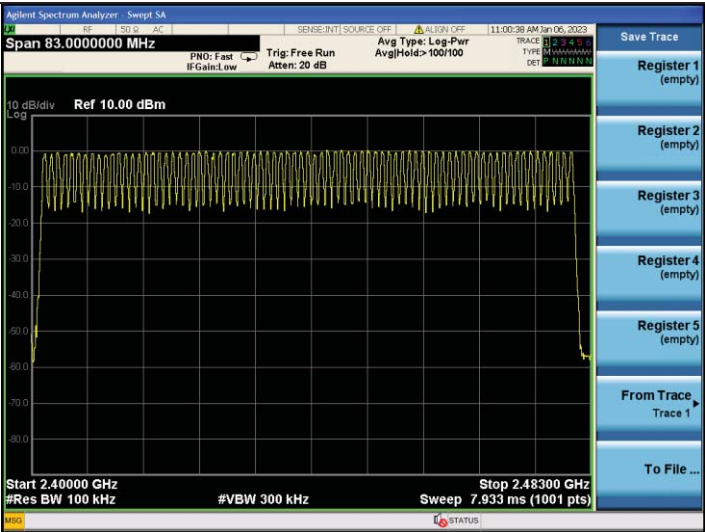 Agilent Spectrum Analyzer - Swept SA
RF 50 Ω AC SENSE:INT SOURCE OFF ALIGN OFF 11:00:38 AM Jan 06, 2023
Span 83.0000000 MHz
PNO: Fast
IFGain:Low
Trig: Free Run
Atten: 20 dB
Avg Type: Log-Pwr
Avg|Hold:>100/100
TRACE 1 2 3 4 5 6
TYPE M
DET P N N N N N
10 dB/div Ref 10.00 dBm
Log
0.00
-10.0
-20.0
-30.0
-40.0
-50.0
-60.0
-70.0
-80.0
Start 2.40000 GHz
#Res BW 100 kHz
#VBW 300 kHz
Stop 2.48300 GHz
Sweep 7.933 ms (1001 pts)
MSG
STATUS
Save Trace
Register 1
(empty)
Register 2
(empty)
Register 3
(empty)
Register 4
(empty)
Register 5
(empty)
From Trace
Trace 1
To File ...